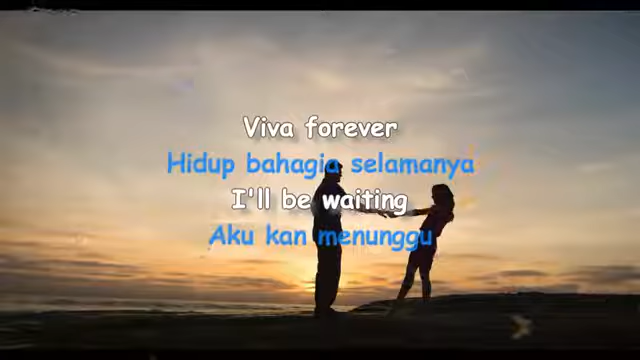 Viva forever
Hidup bahagia selamanya
I'll be waiting
Aku kan menunggu